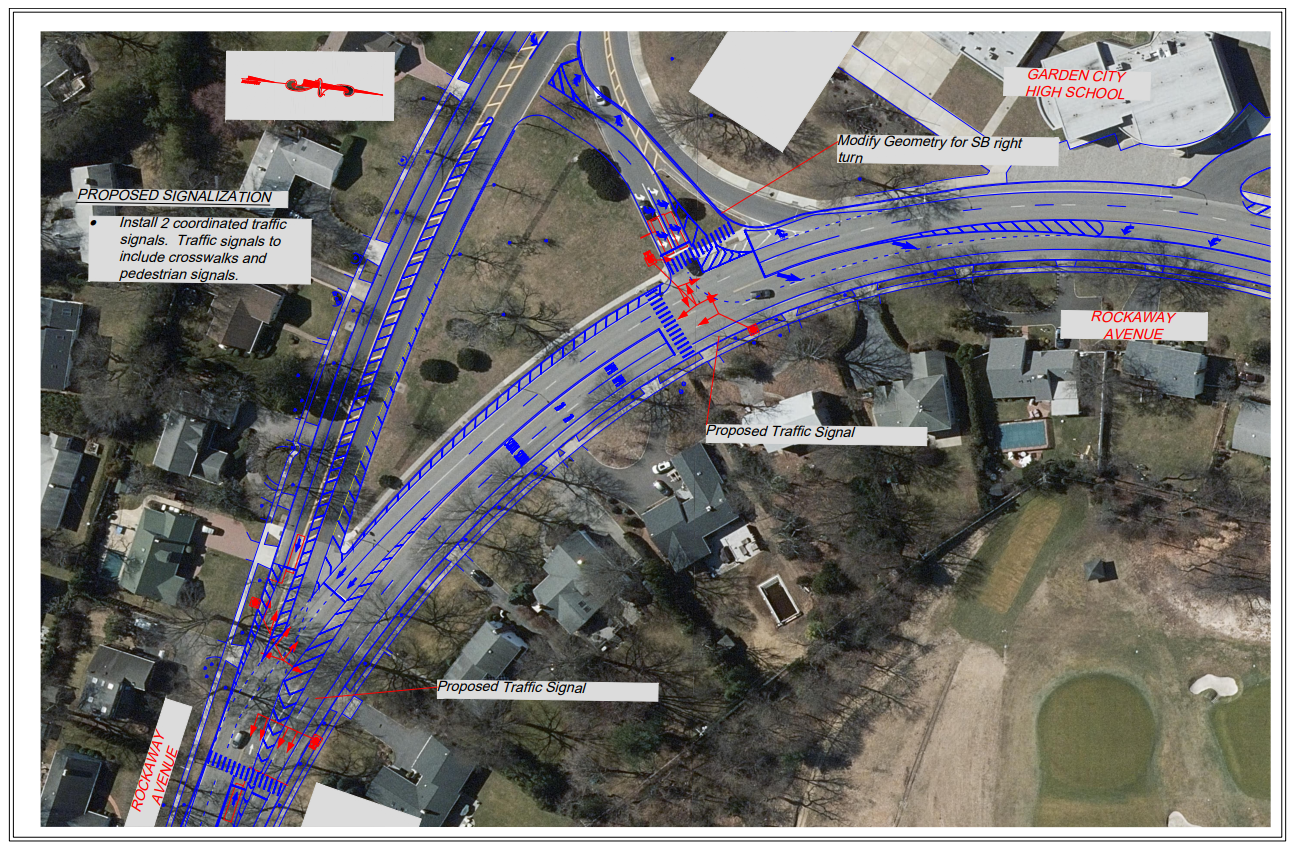 GARDEN CITY
HIGH SCHOOL
Modify Geometry for SB right
turn
PROPOSED SIGNALIZATION
• Install 2 coordinated traffic
signals. Traffic signals to
include crosswalks and
pedestrian signals.
ROCKAWAY
AVENUE
Proposed Traffic Signal
Proposed Traffic Signal
ROCKAWAY
AVENUE